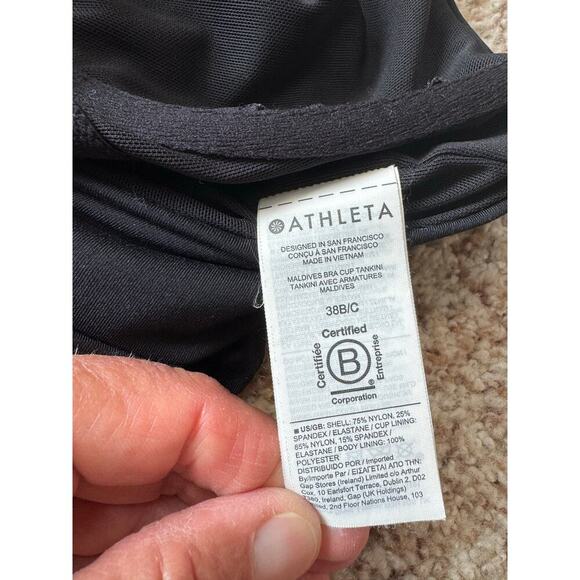 ATHLETA
DESIGNED IN SAN FRANCISCO
CONÇU À SAN FRANCISCO
MADE IN VIETNAM
MALDIVES BRA CUP TANKINI
TANKINI AVEC ARMATURES
MALDIVES
38B/C
Certified
Certifiée
B
Entreprise
Corporation
■ US/GB: SHELL: 75% NYLON, 25%
SPANDEX / ELASTANE / CUP LINING:
85% NYLON, 15% SPANDEX /
ELASTANE / BODY LINING: 100%
POLYESTER
DISTRIBUIDO POR / Imported
By/Importe Par / ΕΙΣΑΓΕΤΑΙ ΑΠΟ ΤΗΝ:
Gap Stores (Ireland) Limited c/o Arthur
Cox, 10 Earlsfort Terrace, Dublin 2, D02
Ireland, Gap (UK Holdings)
2nd Floor Nations House, 103